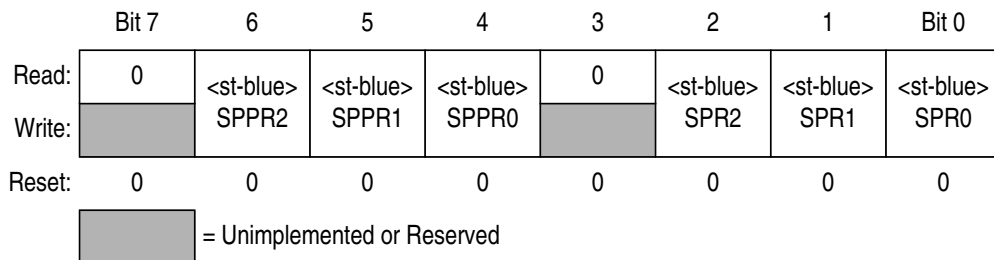 Bit 7 6 5 4 3 2 1 Bit 0
Read: 0 <st-blue> SPPR2 <st-blue> SPPR1 <st-blue> SPPR0 0 <st-blue> SPR2 <st-blue> SPR1 <st-blue> SPR0
Write:
Reset: 0 0 0 0 0 0 0 0
= Unimplemented or Reserved